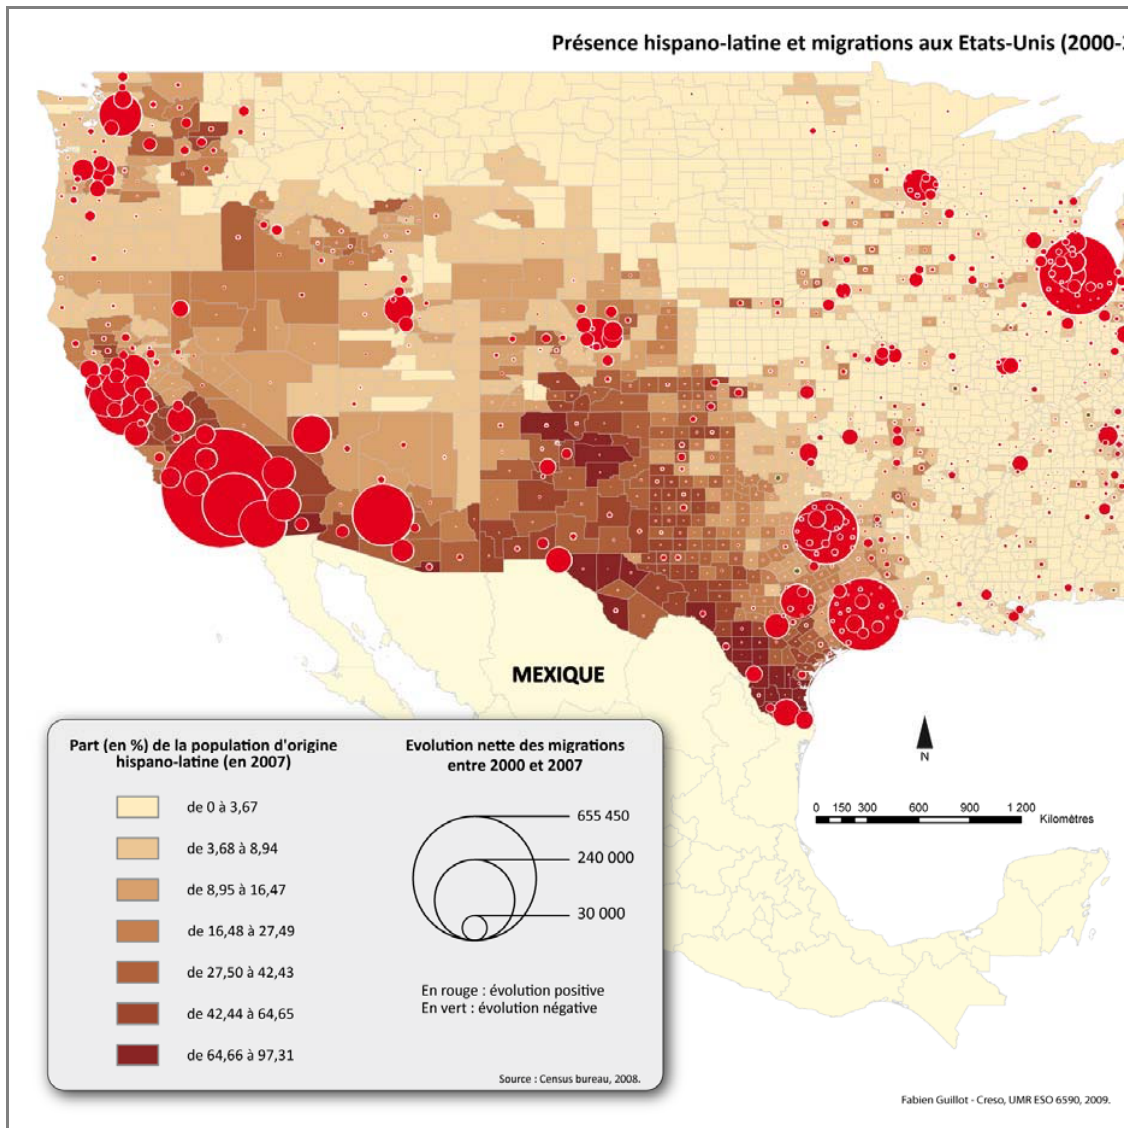 Présence hispano-latine et migrations aux Etats-Unis (2000-
MEXIQUE
Part (en %) de la population d'origine
hispano-latine (en 2007)
de 0 à 3,67
de 3,68 à 8,94
de 8,95 à 16,47
de 16,48 à 27,49
de 27,50 à 42,43
de 42,44 à 64,65
de 64,66 à 97,31
Evolution nette des migrations
entre 2000 et 2007
655 450
240 000
30 000
En rouge : évolution positive
En vert : évolution négative
Source : Census bureau, 2008.
N
0 150 300 600 900 1 200
Kilomètres
Fabien Guillot - Creso, UMR ESO 6590, 2009.